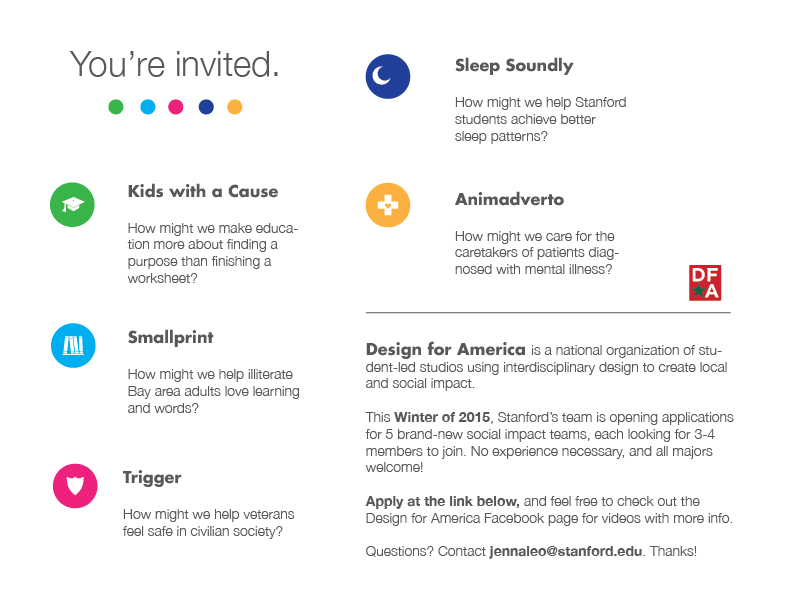 You're invited.
Kids with a Cause
How might we make educa-
tion more about finding a
purpose than finishing a
worksheet?
Smallprint
How might we help illiterate
Bay area adults love learning
and words?
Trigger
How might we help veterans
feel safe in civilian society?
Sleep Soundly
How might we help Stanford
students achieve better
sleep patterns?
Animadverto
How might we care for the
caretakers of patients diag-
nosed with mental illness?
DF
A
Design for America is a national organization of stu-
dent-led studios using interdisciplinary design to create local
and social impact.
This Winter of 2015, Stanford's team is opening applications
for 5 brand-new social impact teams, each looking for 3-4
members to join. No experience necessary, and all majors
welcome!
Apply at the link below, and feel free to check out the
Design for America Facebook page for videos with more info.
Questions? Contact jennaleo@stanford.edu. Thanks!